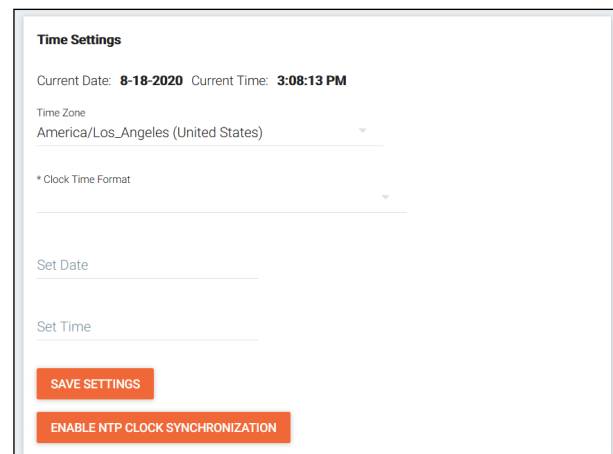 Time Settings
Current Date: 8-18-2020 Current Time: 3:08:13 PM
Time Zone
America/Los_Angeles (United States)
* Clock Time Format
Set Date
Set Time
SAVE SETTINGS
ENABLE NTP CLOCK SYNCHRONIZATION